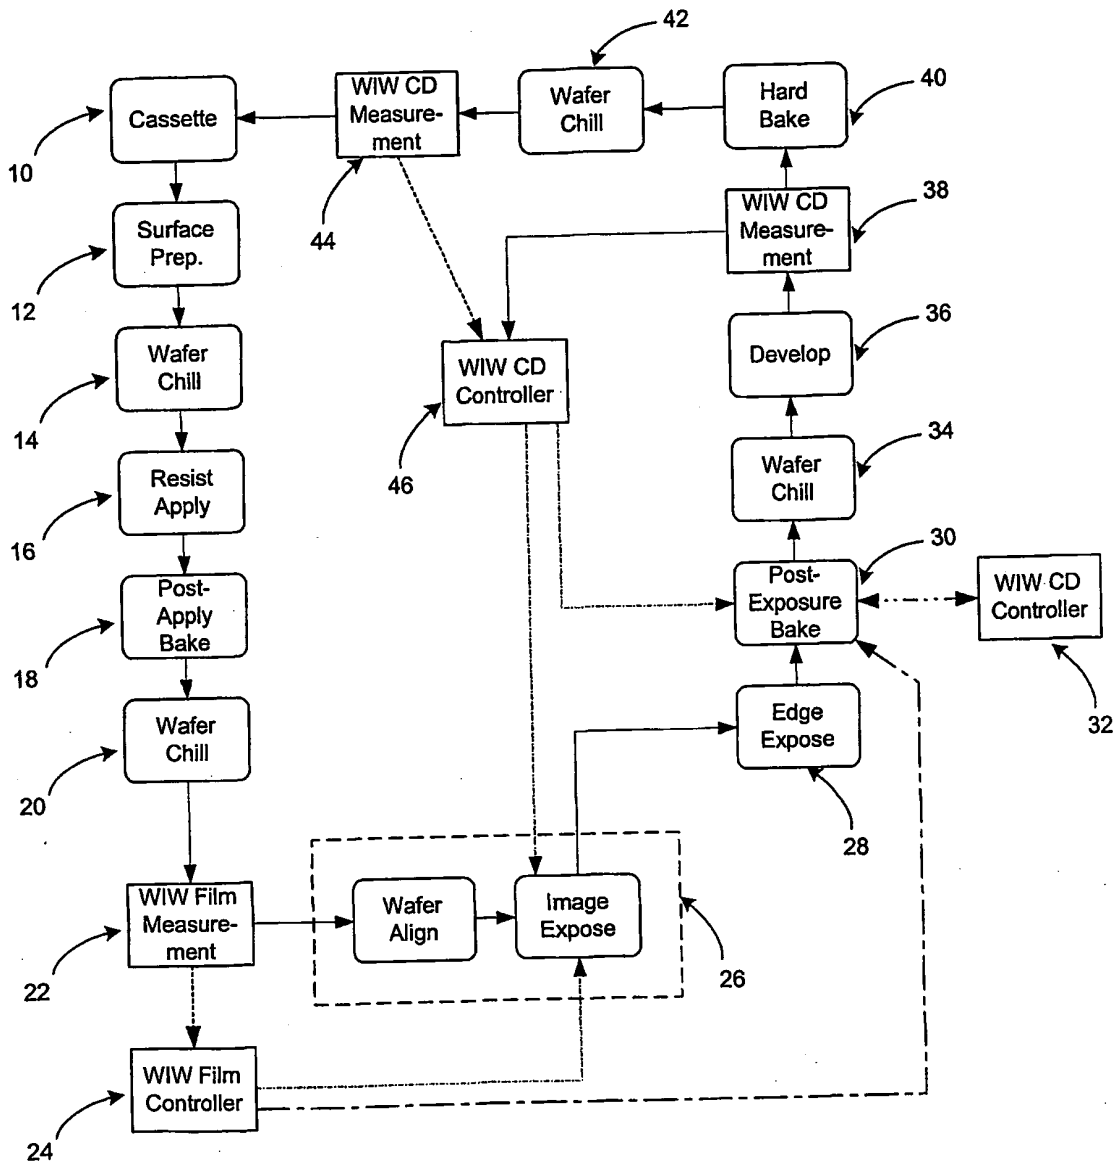 42
WIW CD
Measure-
ment
Wafer
Chill
Hard
Bake
40
Cassette
10
44
WIW CD
Measure-
ment
38
Surface
Prep.
12
36
Wafer
Chill
14
WIW CD
Controller
46
Develop
34
Resist
Apply
16
Wafer
Chill
30
Post-
Apply
Bake
18
Post-
Exposure
Bake
WIW CD
Controller
32
Wafer
Chill
20
Edge
Expose
28
WIW Film
Measure-
ment
22
Wafer
Align
Image
Expose
26
WIW Film
Controller
24